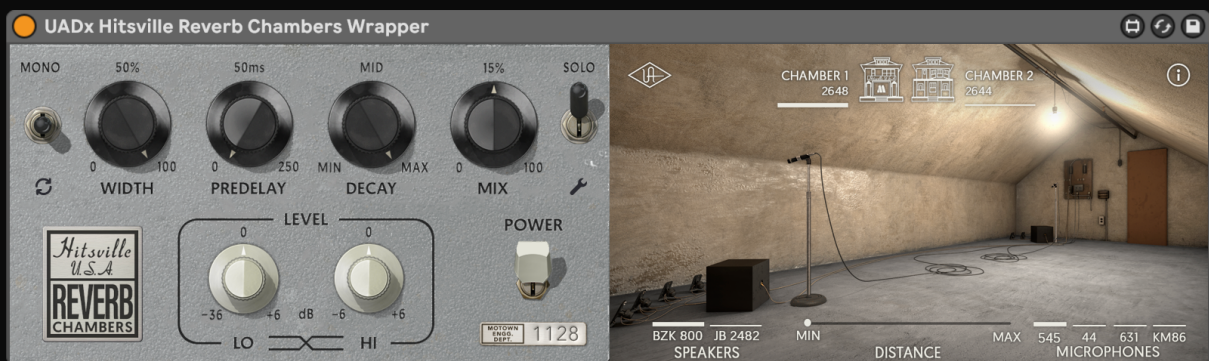 UADx Hitsville Reverb Chambers Wrapper
MONO 50% 50ms MID 15% SOLO
0 100 0 250 MIN MAX 0 100
WIDTH PREDELAY DECAY MIX
LEVEL
0 0
-36 +6 dB -6 +6
LO HI
POWER
Hitsville
U.S.A.
REVERB
CHAMBERS
MOTOWN
ENGG.
DEPT.
1128
UA
CHAMBER 1
2648
CHAMBER 2
2644
i
BZK 800 JB 2482
SPEAKERS
MIN MAX
DISTANCE
545 44 631 KM86
MICROPHONES